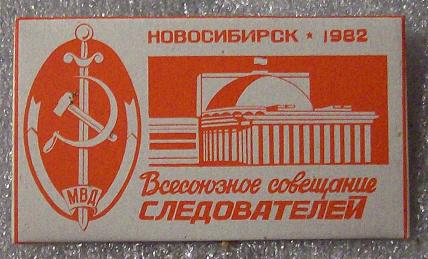 НОВОСИБИРСК ★ 1982
МВД
Всесоюзное совещание
СЛЕДОВАТЕЛЕЙ